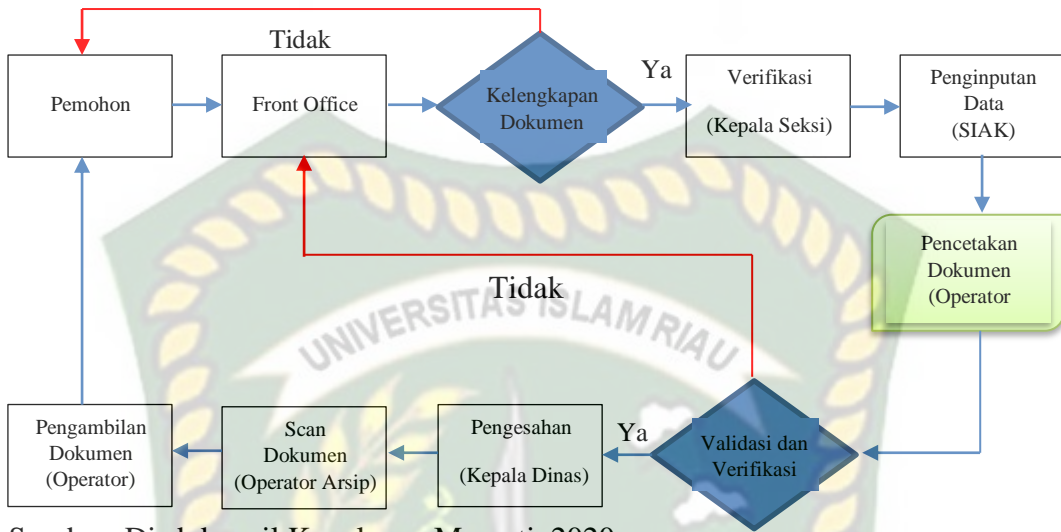 Tidak
Pemohon
Front Office
Kelengkapan
Dokumen
Ya
Verifikasi
(Kepala Seksi)
Penginputan
Data
(SIAK)
Pencetakan
Dokumen
(Operator
Tidak
UNIVERSITAS ISLAM RIAU
Pengambilan
Dokumen
(Operator)
Scan
Dokumen
(Operator Arsip)
Pengesahan
(Kepala Dinas)
Ya
Validasi dan
Verifikasi
2020